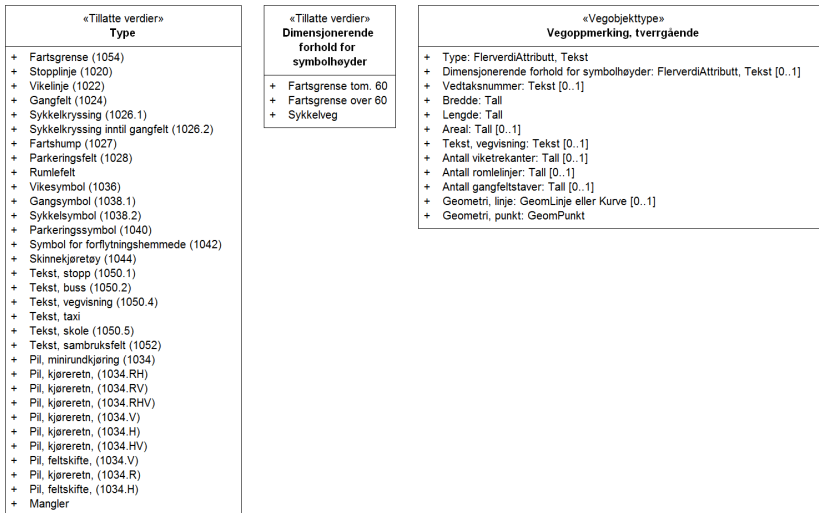 «Tillatte verdier»
Type
+ Fartsgrense (1054)
+ Stopplinje (1020)
+ Vikelinje (1022)
+ Gangfelt (1024)
+ Sykkelkryssing (1026.1)
+ Sykkelkryssing inntil gangfelt (1026.2)
+ Fartshump (1027)
+ Parkeringsfelt (1028)
+ Rumlefelt
+ Vikesymbol (1036)
+ Gangsymbol (1038.1)
+ Sykkelsymbol (1038.2)
+ Parkeringssymbol (1040)
+ Symbol for forflytningshemmede (1042)
+ Skinnekjøretøy (1044)
+ Tekst, stopp (1050.1)
+ Tekst, buss (1050.2)
+ Tekst, vegvisning (1050.4)
+ Tekst, taxi
+ Tekst, skole (1050.5)
+ Tekst, sambruksfelt (1052)
+ Pil, minirundkjøring (1034)
+ Pil, kjøreretn, (1034.RH)
+ Pil, kjøreretn, (1034.RV)
+ Pil, kjøreretn, (1034.RHV)
+ Pil, kjøreretn, (1034.V)
+ Pil, kjøreretn, (1034.H)
+ Pil, kjøreretn, (1034.HV)
+ Pil, feltskifte, (1034.V)
+ Pil, kjøreretn, (1034.R)
+ Pil, feltskifte, (1034.H)
+ Mangler
«Tillatte verdier»
Dimensjonerende
forhold for
symbolhøyder
+ Fartsgrense tom. 60
+ Fartsgrense over 60
+ Sykkelveg
«Vegobjekttype»
Vegoppmerking, tverrgående
+ Type: FlerverdiAttributt, Tekst
+ Dimensjonerende forhold for symbolhøyder: FlerverdiAttributt, Tekst [0..1]
+ Vedtaksnummer: Tekst [0..1]
+ Bredde: Tall
+ Lengde: Tall
+ Areal: Tall [0..1]
+ Tekst, vegvisning: Tekst [0..1]
+ Antall viketrekanter: Tall [0..1]
+ Antall romlelinjer: Tall [0..1]
+ Antall gangfeltstaver: Tall [0..1]
+ Geometri, linje: GeomLinje eller Kurve [0..1]
+ Geometri, punkt: GeomPunkt